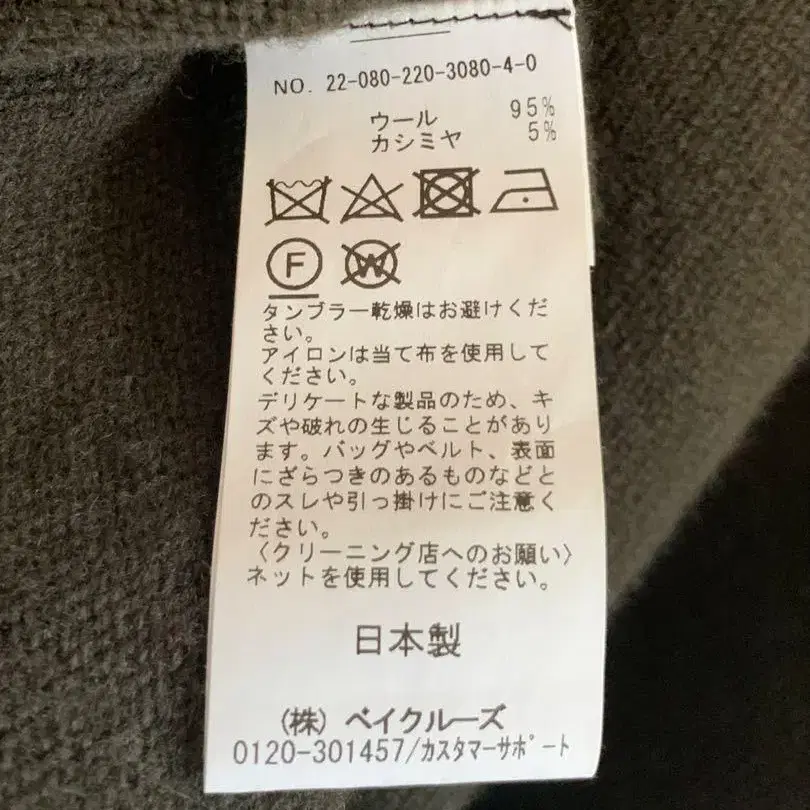 NO. 22-080-220-3080-4-0
ウール 95%
カシミヤ 5%
F W
タンブラー乾燥はお避けくだ
さい。
アイロンは当て布を使用して
ください。
デリケートな製品のため、キ
ズや破れの生じることがあり
ます。バッグやベルト、表面
にざらつきのあるものなどと
のスレや引っ掛けにご注意く
ださい。
〈クリーニング店へのお願い〉
ネットを使用してください。
日本製
(株) ベイクルーズ
0120-301457/カスタマーサポート